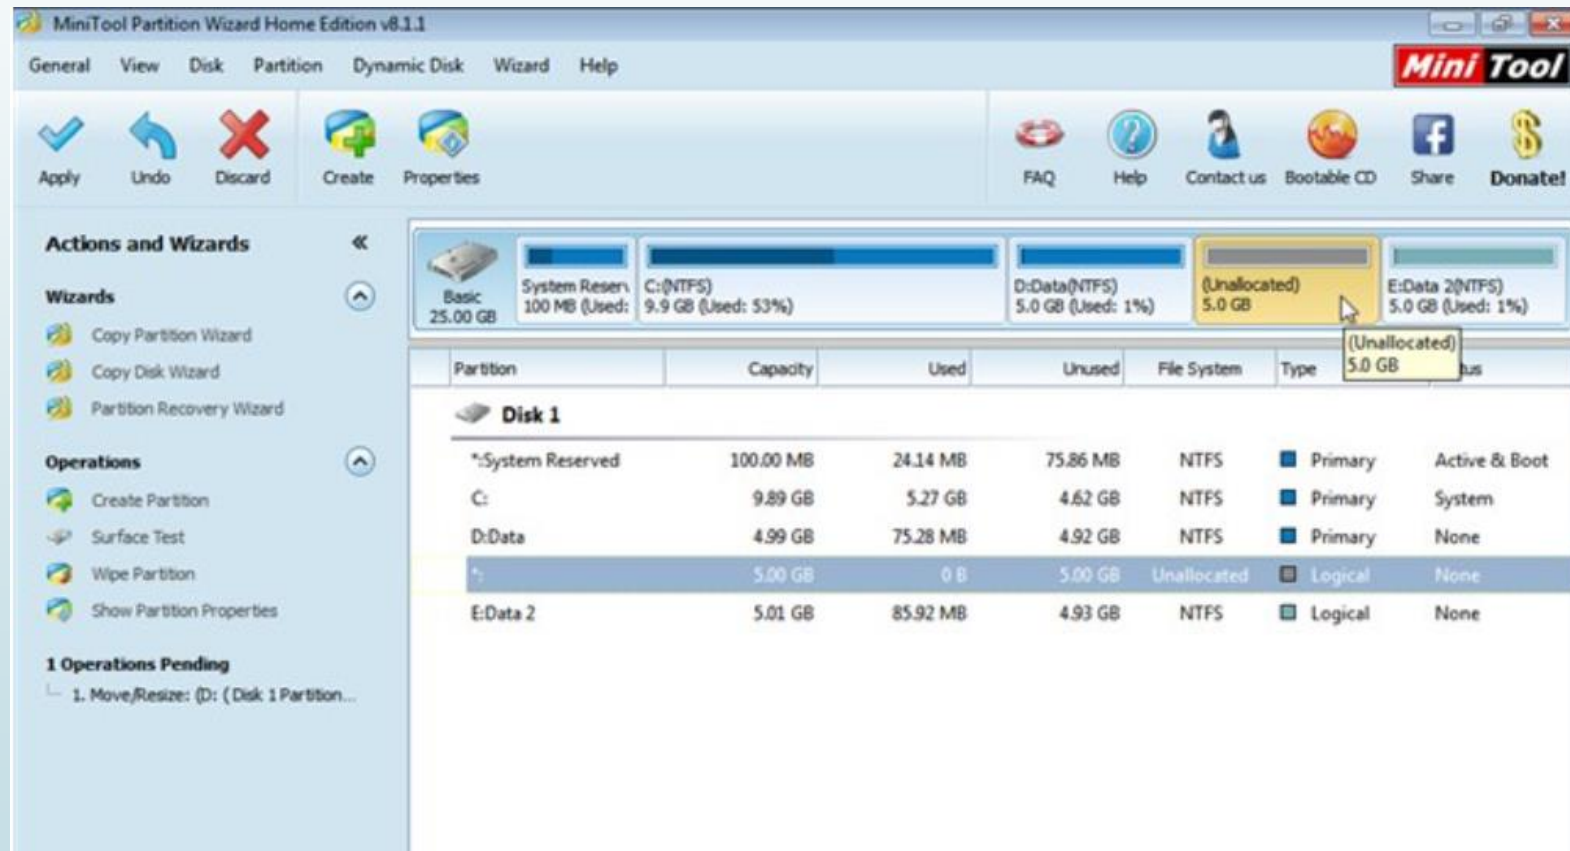 MiniTool Partition Wizard Home Edition v8.1.1
General View Disk Partition Dynamic Disk Wizard Help
Mini Tool
Apply Undo Discard Create Properties FAQ Help Contact us Bootable CD Share Donate!
Actions and Wizards
Wizards
Copy Partition Wizard
Copy Disk Wizard
Partition Recovery Wizard
Operations
Create Partition
Surface Test
Wipe Partition
Show Partition Properties
1 Operations Pending
1. Move/Resize: (D: ( Disk 1 Partition...
Basic
25.00 GB
System Reserv
100 MB (Used:
C:(NTFS)
9.9 GB (Used: 53%)
D:Data(NTFS)
5.0 GB (Used: 1%)
(Unallocated)
5.0 GB
E:Data 2(NTFS)
5.0 GB (Used: 1%)
(Unallocated)
5.0 GB
Partition Capacity Used Unused File System Type tus
Disk 1
*:System Reserved 100.00 MB 24.14 MB 75.86 MB NTFS Primary Active & Boot
C: 9.89 GB 5.27 GB 4.62 GB NTFS Primary System
D:Data 4.99 GB 75.28 MB 4.92 GB NTFS Primary None
*: 5.00 GB 0 B 5.00 GB Unallocated Logical None
E:Data 2 5.01 GB 85.92 MB 4.93 GB NTFS Logical None